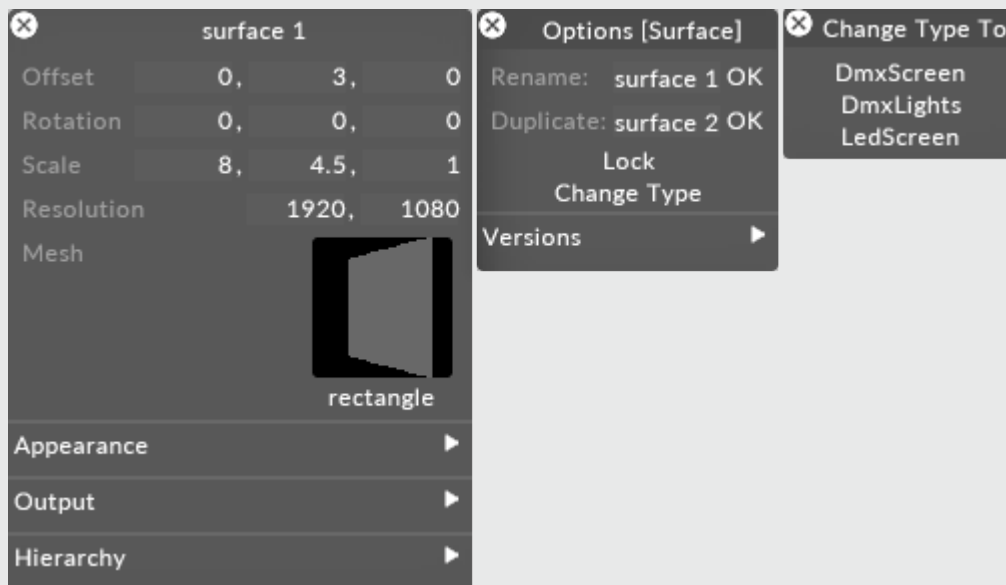 surface 1
Offset 0, 3, 0
Rotation 0, 0, 0
Scale 8, 4.5, 1
Resolution 1920, 1080
Mesh
rectangle
Appearance
Output
Hierarchy
Options [Surface]
Rename: surface 1 OK
Duplicate: surface 2 OK
Lock
Change Type
Versions
Change Type To
DmxScreen
DmxLights
LedScreen